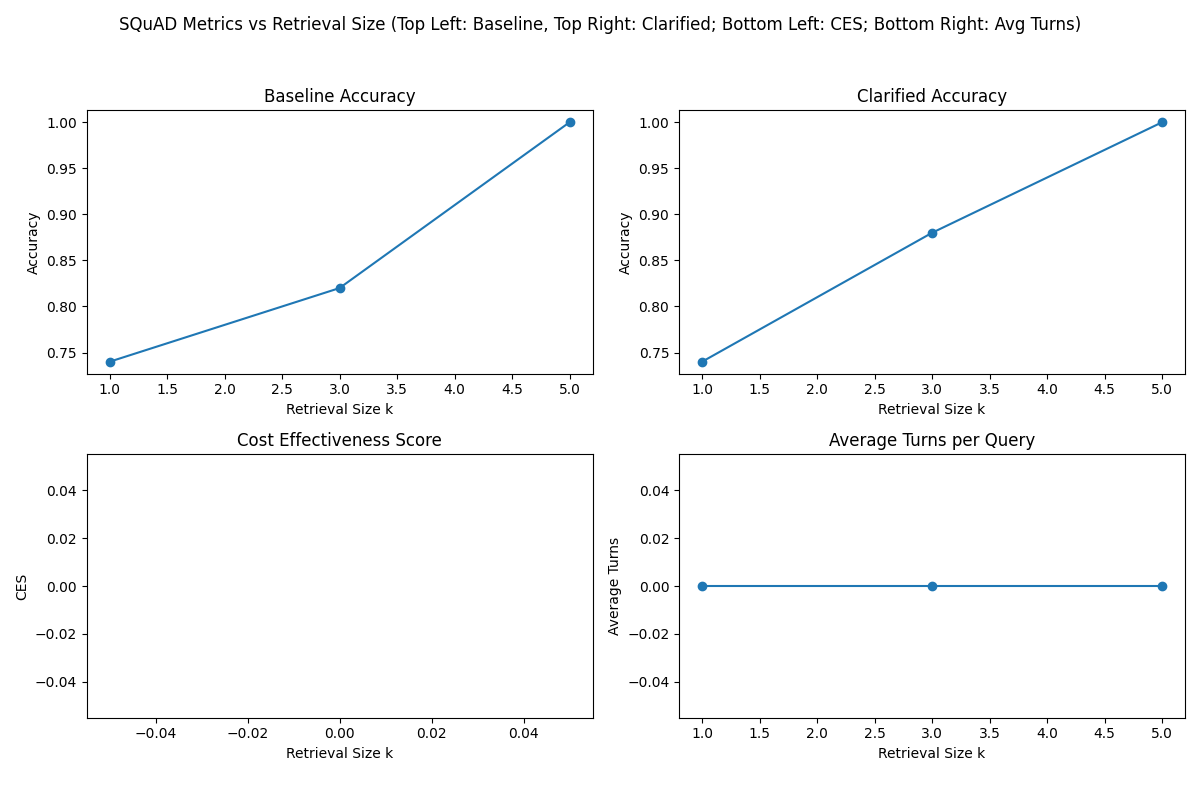 SQuAD Metrics vs Retrieval Size (Top Left: Baseline, Top Right: Clarified; Bottom Left: CES; Bottom Right: Avg Turns)
Baseline Accuracy
Accuracy
1.00
0.95
0.90
0.85
0.80
0.75
1.0 1.5 2.0 2.5 3.0 3.5 4.0 4.5 5.0
Retrieval Size k
Clarified Accuracy
Accuracy
1.00
0.95
0.90
0.85
0.80
0.75
1.0 1.5 2.0 2.5 3.0 3.5 4.0 4.5 5.0
Retrieval Size k
Cost Effectiveness Score
CES
0.04
0.02
0.00
−0.02
−0.04
−0.04 −0.02 0.00 0.02 0.04
Retrieval Size k
Average Turns per Query
Average Turns
0.04
0.02
0.00
−0.02
−0.04
1.0 1.5 2.0 2.5 3.0 3.5 4.0 4.5 5.0
Retrieval Size k